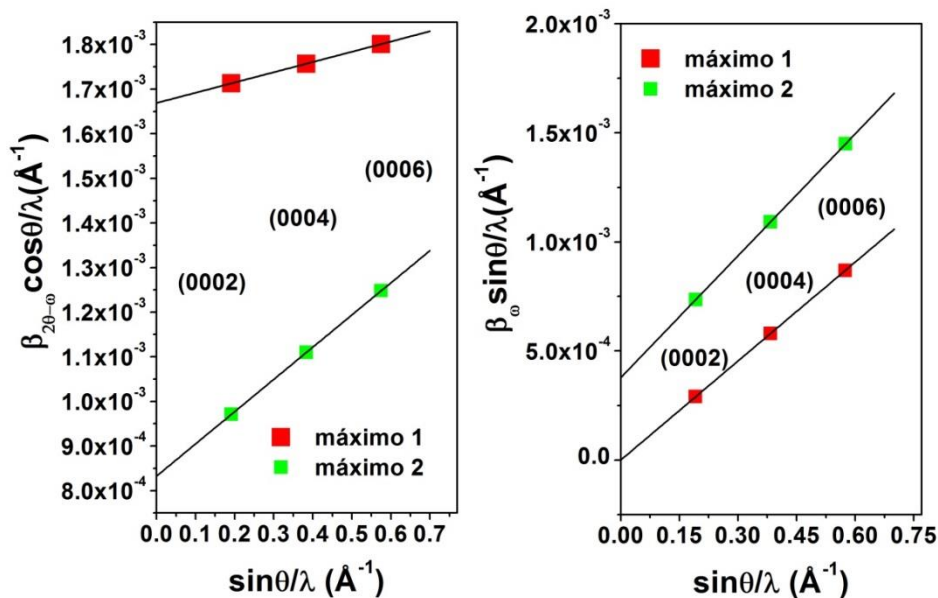 1.8x10⁻³
1.7x10⁻³
1.6x10⁻³
1.5x10⁻³
1.4x10⁻³
1.3x10⁻³
1.2x10⁻³
1.1x10⁻³
1.0x10⁻³
9.0x10⁻⁴
8.0x10⁻⁴
β2θ−ω cosθ/λ(Å⁻¹)
(0006)
(0004)
(0002)
máximo 1
máximo 2
0.0 0.1 0.2 0.3 0.4 0.5 0.6 0.7
sinθ/λ (Å⁻¹)
2.0x10⁻³
1.5x10⁻³
1.0x10⁻³
5.0x10⁻⁴
0.0
βω sinθ/λ(Å⁻¹)
máximo 1
máximo 2
(0006)
(0004)
(0002)
0.00 0.15 0.30 0.45 0.60 0.75
sinθ/λ (Å⁻¹)